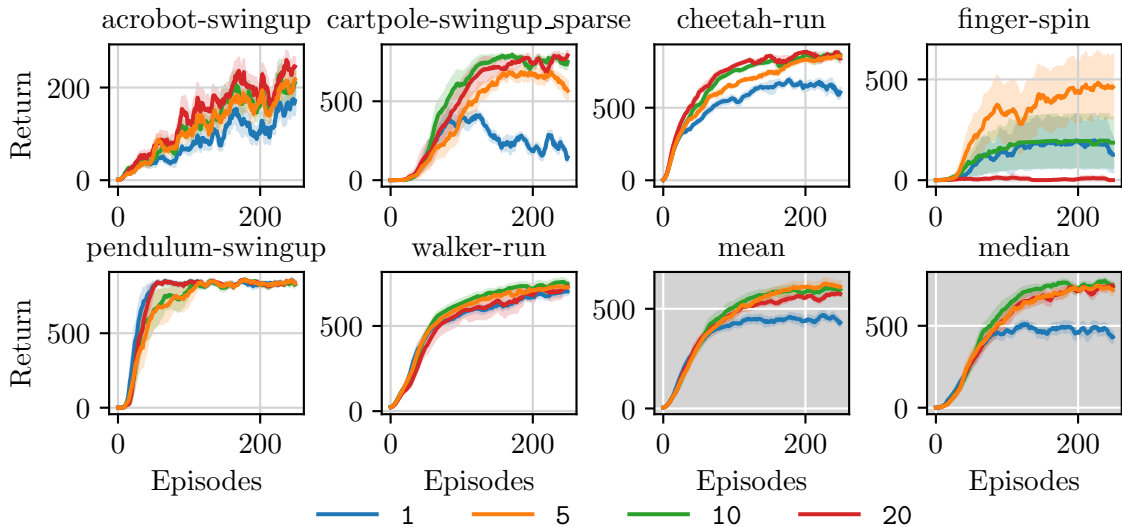 acrobot-swingup cartpole-swingup_sparse cheetah-run finger-spin
Return
200
0
500
0
500
0
500
0
0 200 0 200 0 200 0 200
pendulum-swingup walker-run mean median
Return
500
0
500
0
500
0
500
0
0 200 0 200 0 200 0 200
Episodes Episodes Episodes Episodes
1 5 10 20